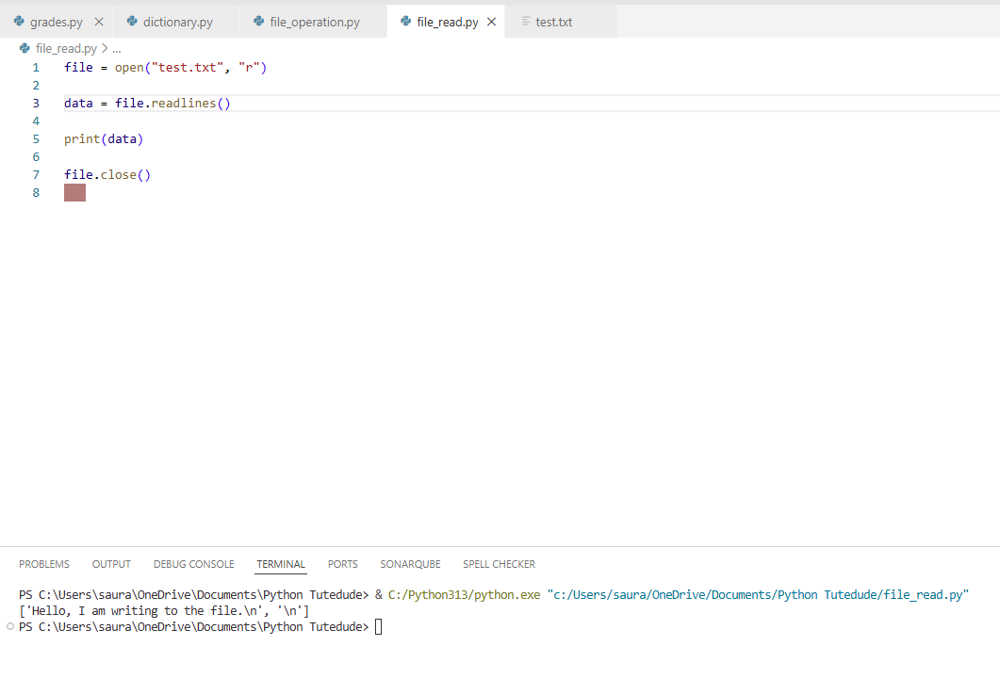 grades.py
dictionary.py
file_operation.py
file_read.py
test.txt
file_read.py > ...
1 file = open("test.txt", "r")
2
3 data = file.readlines()
4
5 print(data)
6
7 file.close()
8
PROBLEMS OUTPUT DEBUG CONSOLE TERMINAL PORTS SONARQUBE SPELL CHECKER
PS C:\Users\saura\OneDrive\Documents\Python Tutedude> & C:/Python313/python.exe "c:/Users/saura/OneDrive/Documents/Python Tutedude/file_read.py"
['Hello, I am writing to the file.\n', '\n']
PS C:\Users\saura\OneDrive\Documents\Python Tutedude>